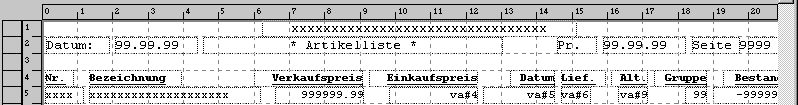 0 1 2 3 4 5 6 7 8 9 10 11 12 13 14 15 16 17 18 19 20
1 xxxxxxxxxxxxxxxxxxxxxxxxxxxxxx
2 Datum: 99.99.99 * Artikelliste * Pr. 99.99.99 Seite 9999
3
4 Nr. Bezeichnung Verkaufspreis Einkaufspreis Datum Lief. Alt. Gruppe Bestan
5 xxxx xxxxxxxxxxxxxxxxxxxx 999999.99 va#4 va#5 va#6 va#9 99 -99999